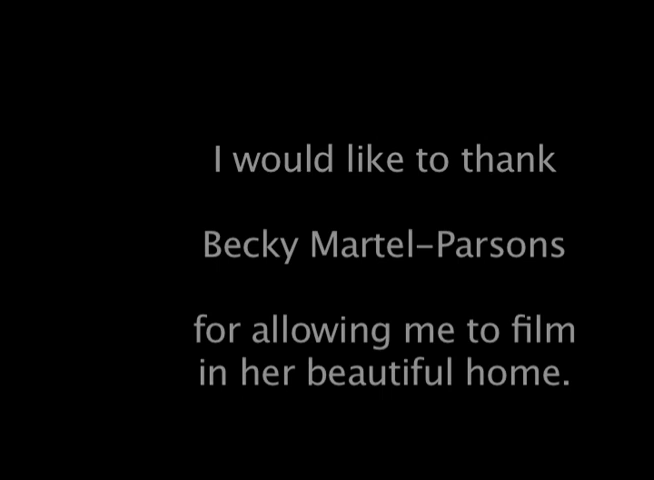 I would like to thank
Becky Martel–Parsons
for allowing me to film
in her beautiful home.